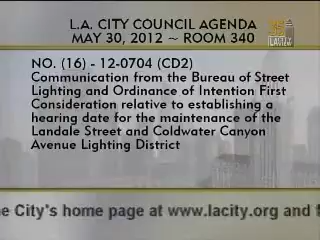 L.A. CITY COUNCIL AGENDA
MAY 30, 2012 ~ ROOM 340
35
LACITY
NO. (16) - 12-0704 (CD2)
Communication from the Bureau of Street
Lighting and Ordinance of Intention First
Consideration relative to establishing a
hearing date for the maintenance of the
Landale Street and Coldwater Canyon
Avenue Lighting District
e City's home page at www.lacity.org and